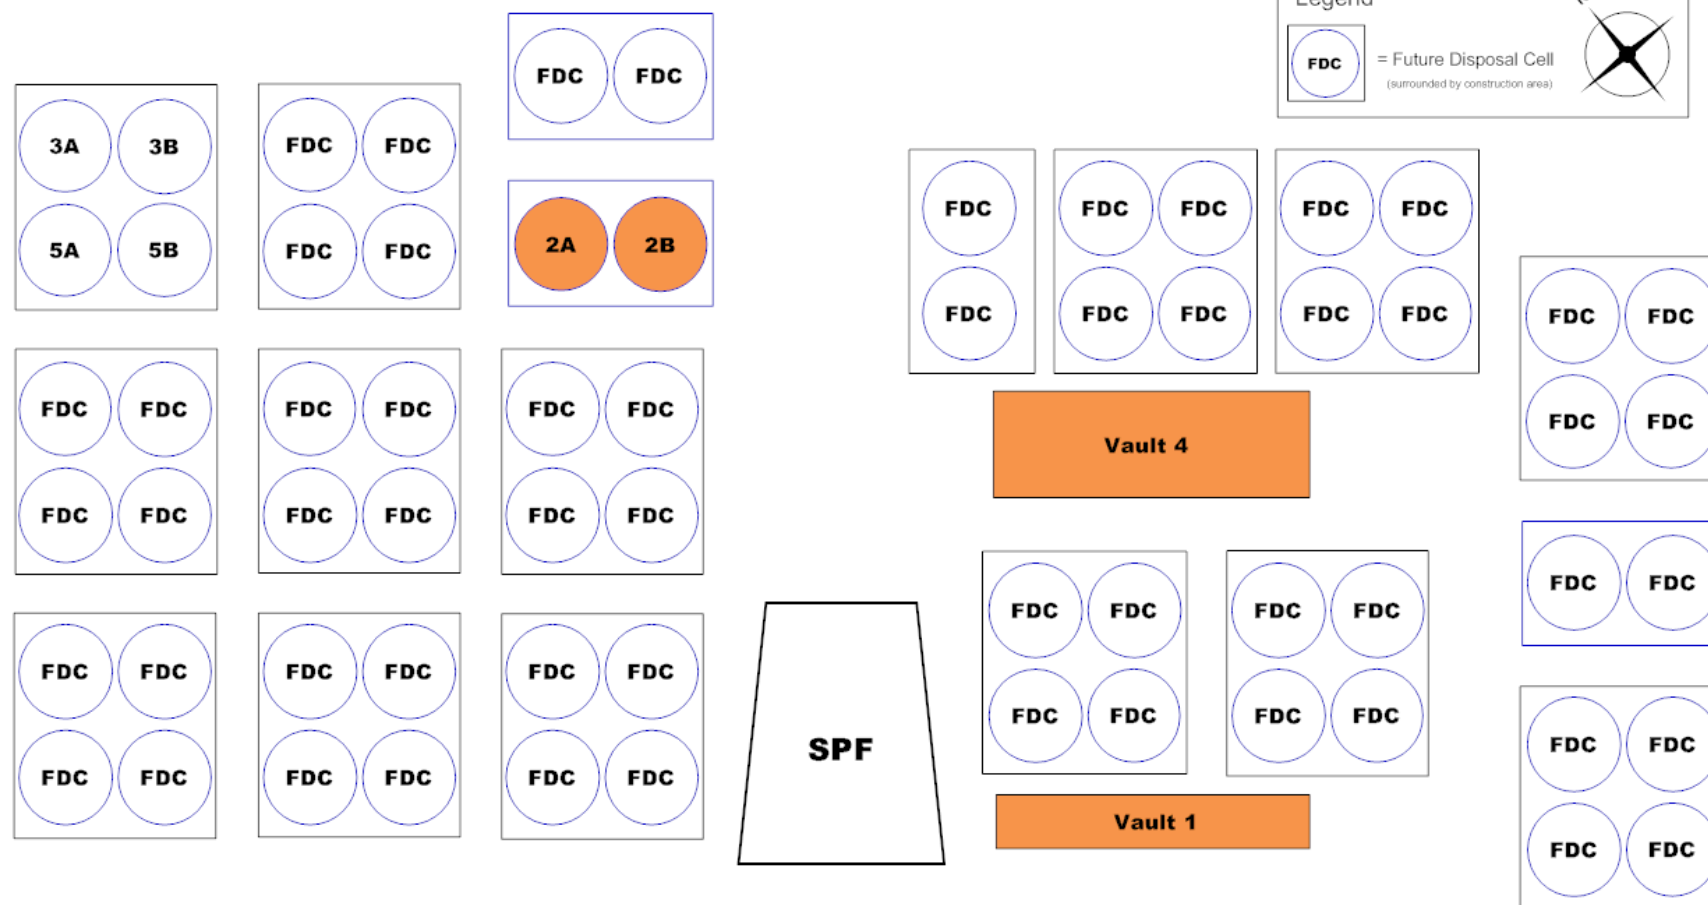 Legend
FDC = Future Disposal Cell
(surrounded by construction area)
FDC FDC
3A 3B FDC FDC
5A 5B FDC FDC
2A 2B
FDC FDC FDC FDC FDC
FDC FDC FDC FDC FDC
FDC FDC
FDC FDC
Vault 4
FDC FDC FDC FDC FDC FDC
FDC FDC FDC FDC FDC FDC
FDC FDC
FDC FDC FDC FDC
FDC FDC FDC FDC
FDC FDC FDC FDC FDC FDC
FDC FDC FDC FDC FDC FDC
SPF
FDC FDC
FDC FDC
Vault 1